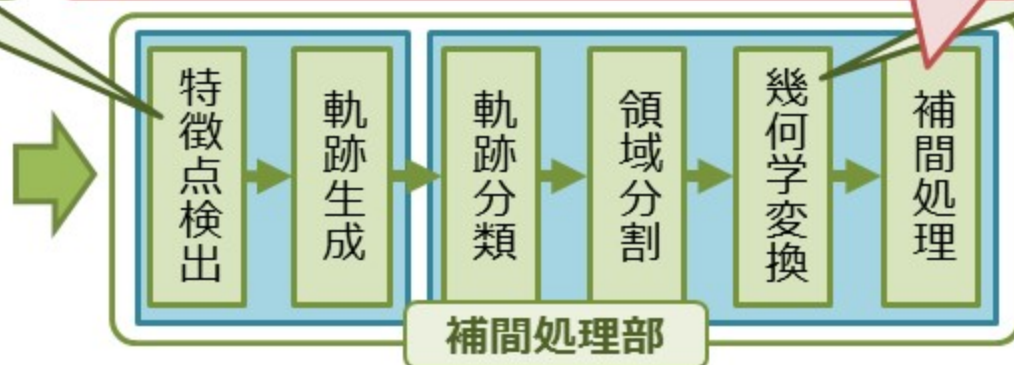 特徴点検出
軌跡生成
軌跡分類
領域分割
幾何学変換
補間処理
補間処理部